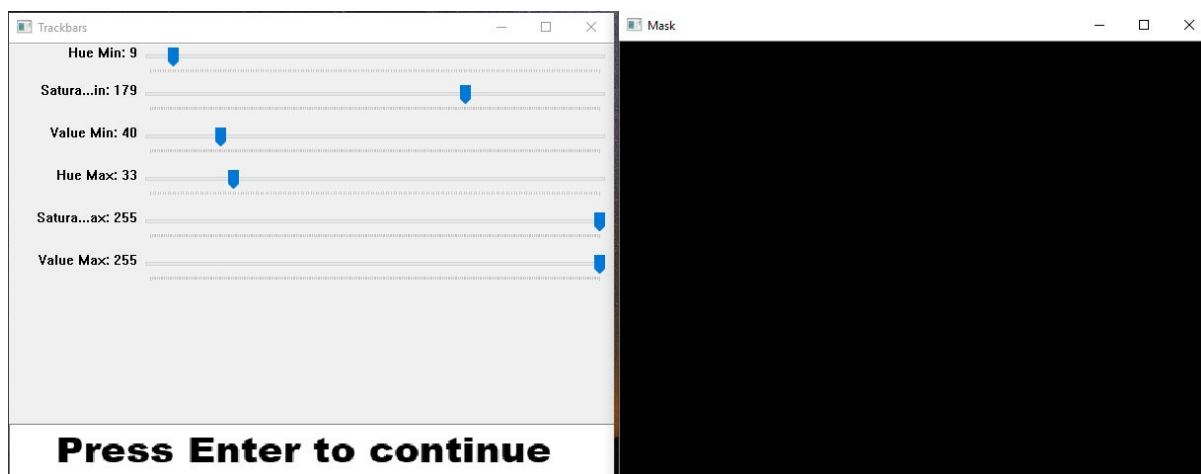 Trackbars
Mask
Hue Min: 9
Satura...in: 179
Value Min: 40
Hue Max: 33
Satura...ax: 255
Value Max: 255
Press Enter to continue